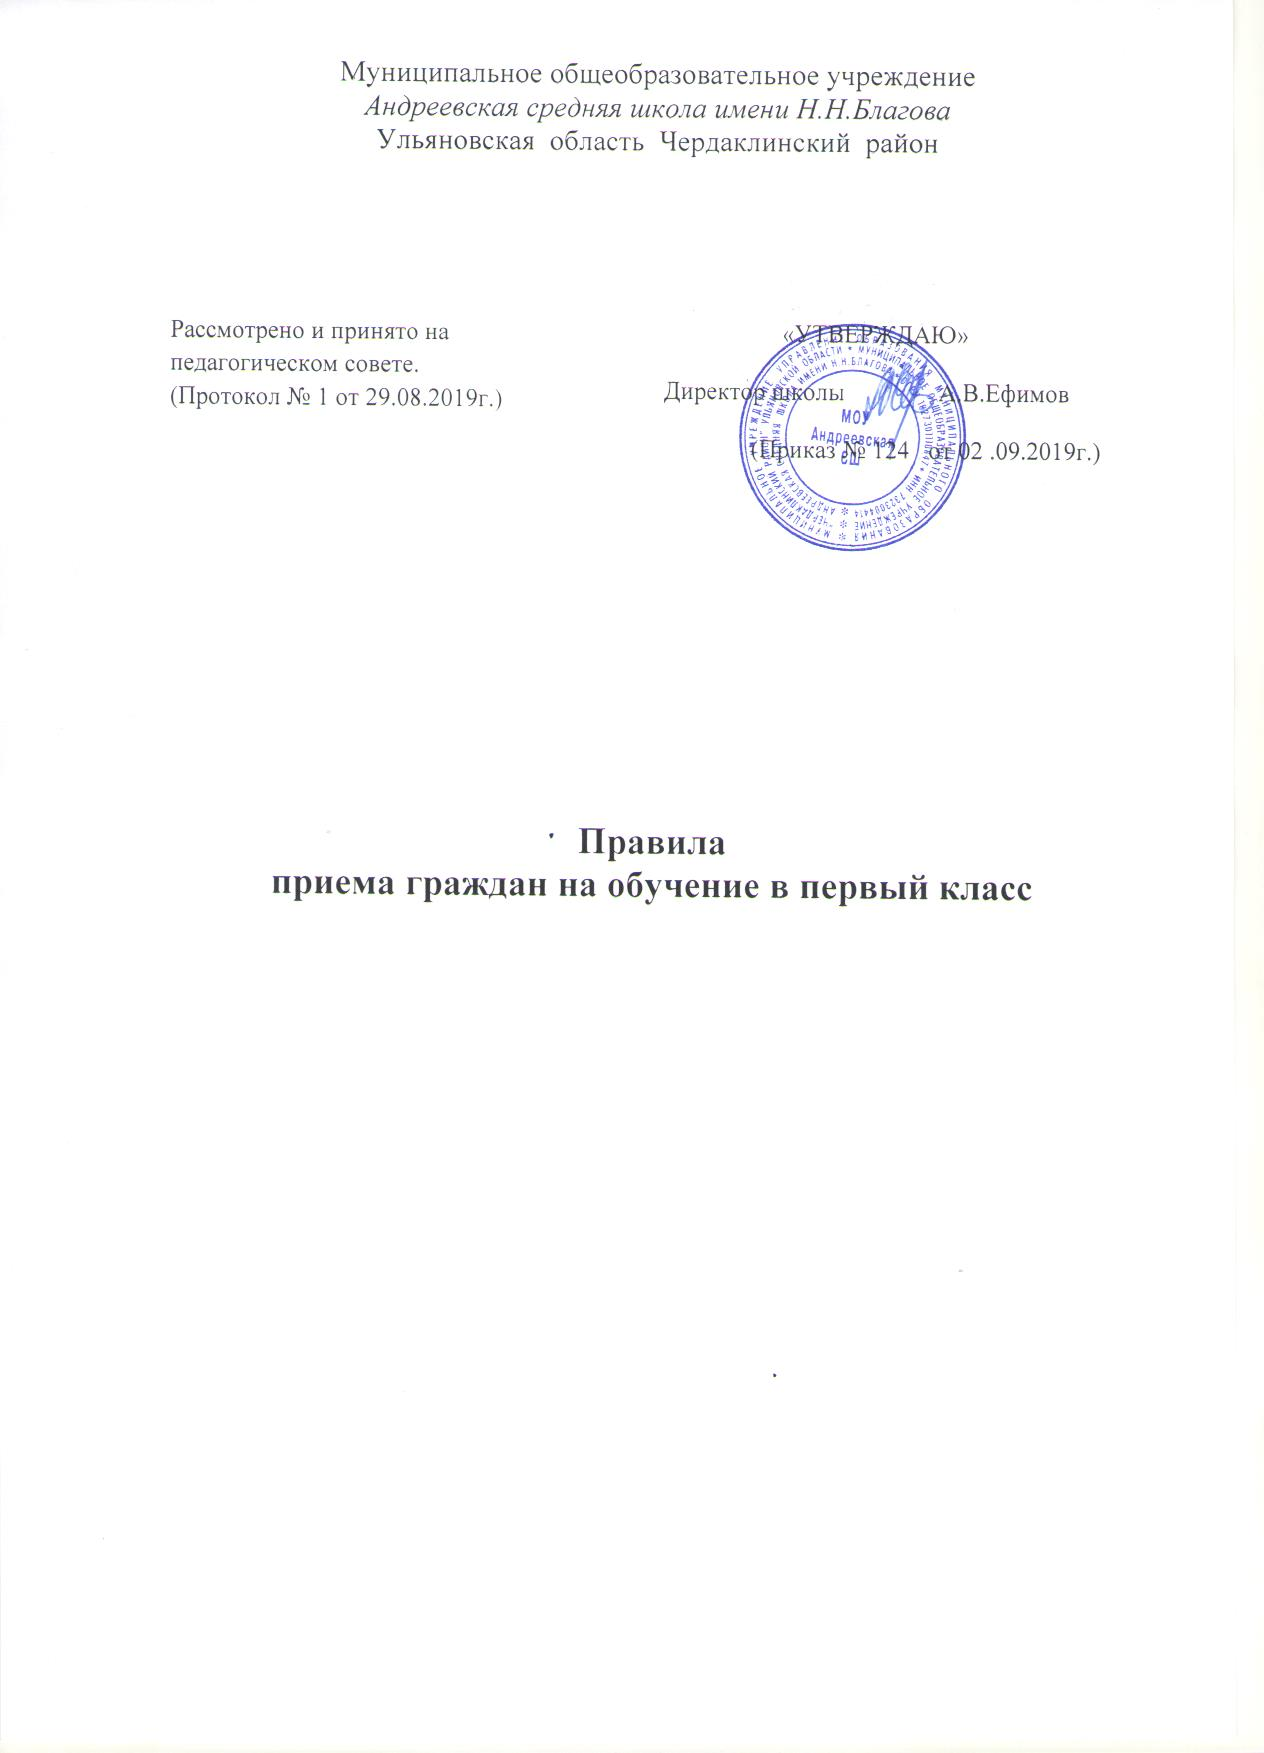 Муниципальное общеобразовательное учреждение
Андреевская средняя школа имени Н.Н.Благова
Ульяновская область Чердаклинский район
Рассмотрено и принято на
педагогическом совете.
(Протокол № 1 от 29.08.2019г.)
«УТВЕРЖДАЮ»
Директор школы А.В.Ефимов
(Приказ № 124 от 02 .09.2019г.)
МОУ
Андреевская
СШ
Правила
приема граждан на обучение в первый класс